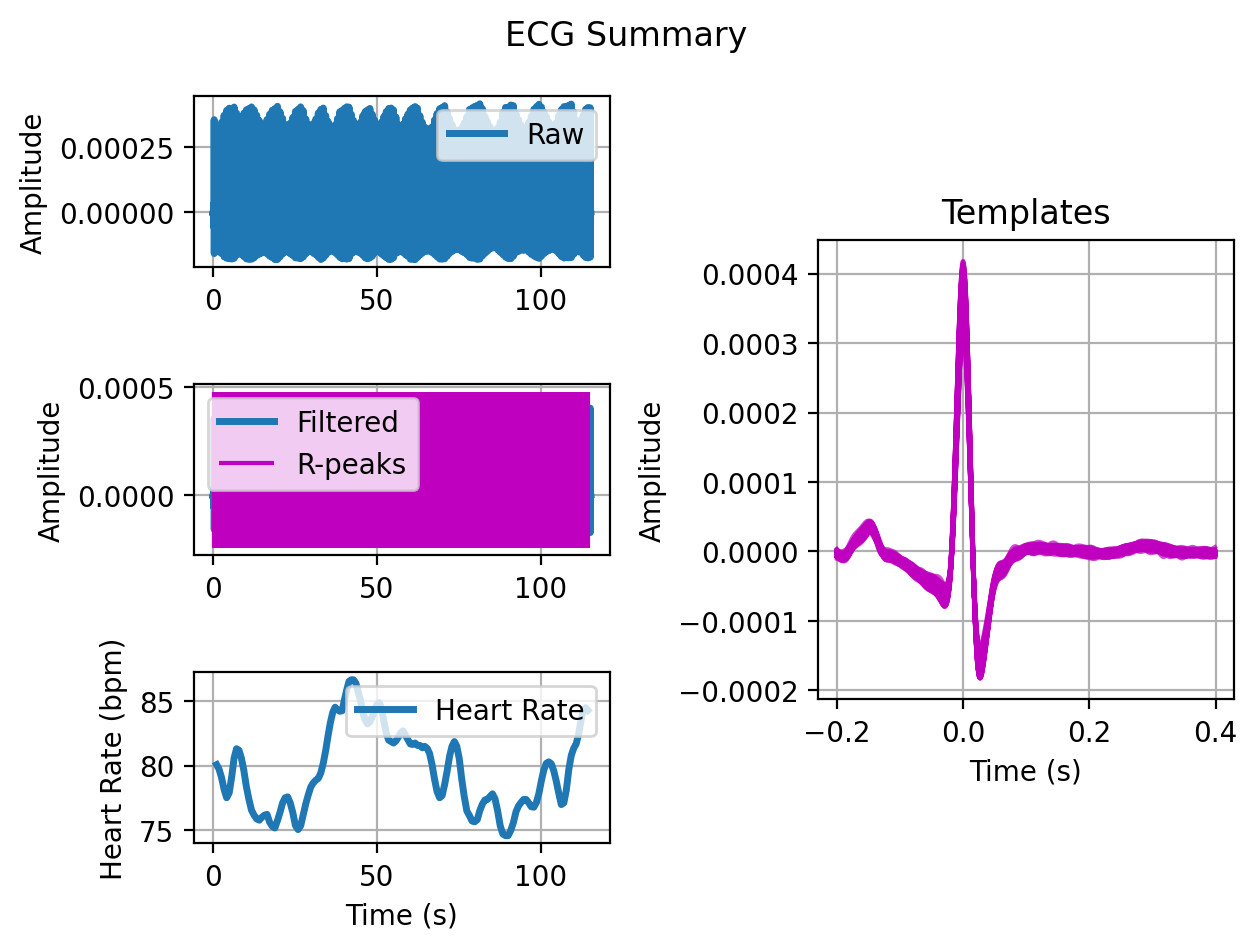 ECG Summary
Amplitude
0.00025
0.00000
Raw
0
50
100
Amplitude
0.0005
0.0000
Filtered
R-peaks
0
50
100
Heart Rate (bpm)
85
80
75
Heart Rate
0
50
100
Time (s)
Templates
Amplitude
0.0004
0.0003
0.0002
0.0001
0.0000
−0.0001
−0.0002
−0.2
0.0
0.2
0.4
Time (s)